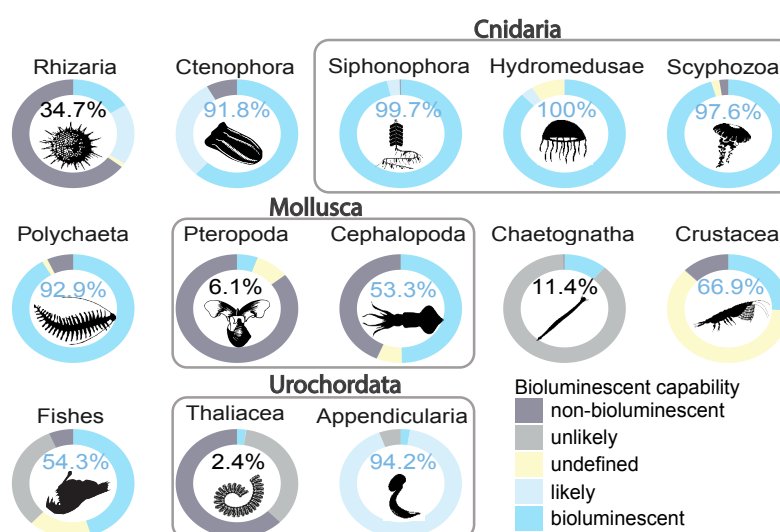 Cnidaria
Rhizaria
Ctenophora
Siphonophora
Hydromedusae
Scyphozoa
34.7%
91.8%
99.7%
100%
97.6%
Mollusca
Polychaeta
Pteropoda
Cephalopoda
Chaetognatha
Crustacea
92.9%
6.1%
53.3%
11.4%
66.9%
Urochordata
Fishes
Thaliacea
Appendicularia
54.3%
2.4%
94.2%
Bioluminescent capability
non-bioluminescent
unlikely
undefined
likely
bioluminescent